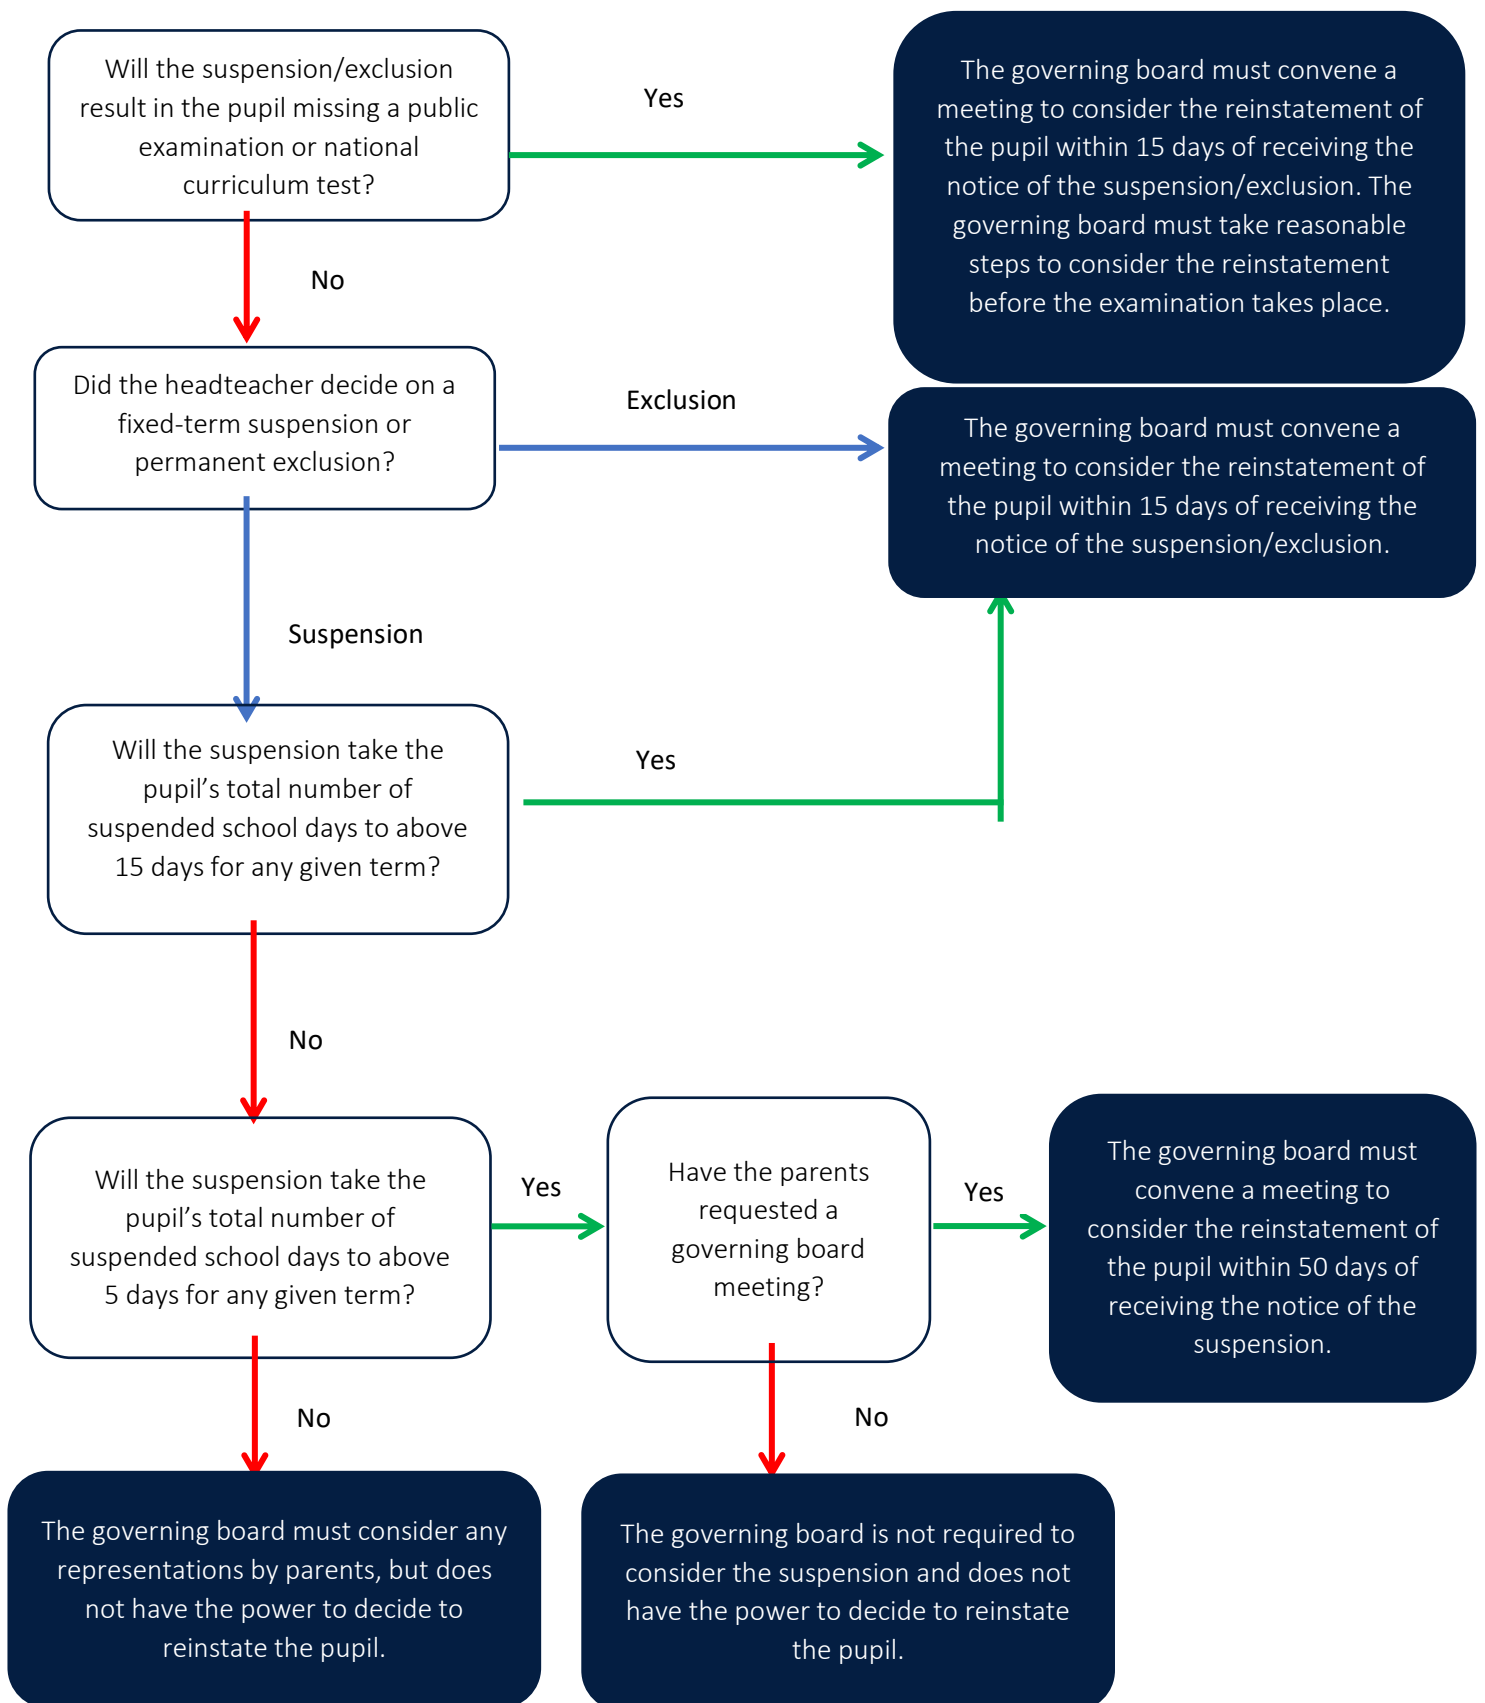 Will the suspension/exclusion
result in the pupil missing a public
examination or national
curriculum test?
Yes
The governing board must convene a
meeting to consider the reinstatement of
the pupil within 15 days of receiving the
notice of the suspension/exclusion. The
governing board must take reasonable
steps to consider the reinstatement
before the examination takes place.
No
Did the headteacher decide on a
fixed-term suspension or
permanent exclusion?
Exclusion
The governing board must convene a
meeting to consider the reinstatement of
the pupil within 15 days of receiving the
notice of the suspension/exclusion.
Suspension
Will the suspension take the
pupil’s total number of
suspended school days to above
15 days for any given term?
Yes
No
Will the suspension take the
pupil’s total number of
suspended school days to above
5 days for any given term?
Yes
Have the parents
requested a
governing board
meeting?
Yes
The governing board must
convene a meeting to
consider the reinstatement of
the pupil within 50 days of
receiving the notice of the
suspension.
No
No
The governing board must consider any
representations by parents, but does
not have the power to decide to
reinstate the pupil.
The governing board is not required to
consider the suspension and does not
have the power to decide to reinstate
the pupil.